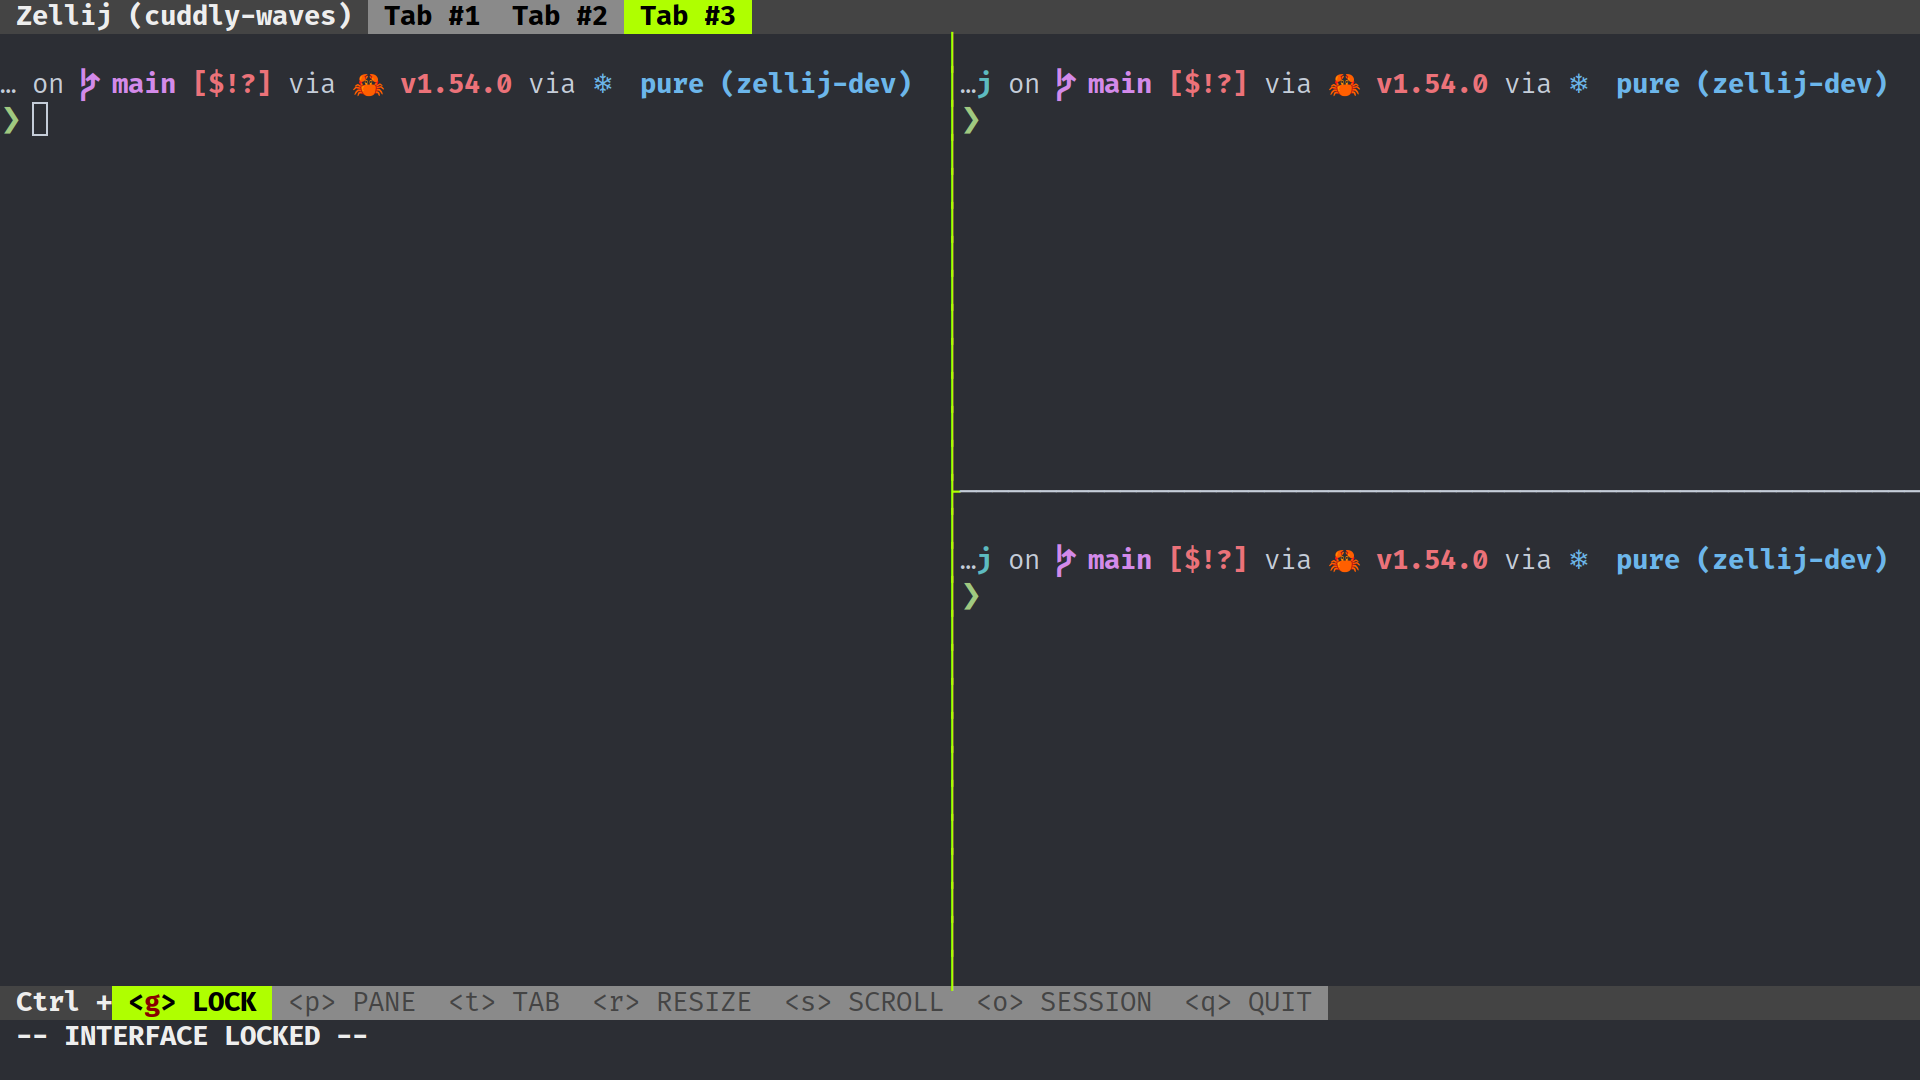 Zellij (cuddly-waves) Tab #1 Tab #2 Tab #3
… on main [$!?] via 🦀 v1.54.0 via ❄ pure (zellij-dev)
❯
…j on main [$!?] via 🦀 v1.54.0 via ❄ pure (zellij-dev)
❯
…j on main [$!?] via 🦀 v1.54.0 via ❄ pure (zellij-dev)
❯
Ctrl + <g> LOCK <p> PANE <t> TAB <r> RESIZE <s> SCROLL <o> SESSION <q> QUIT
-- INTERFACE LOCKED --